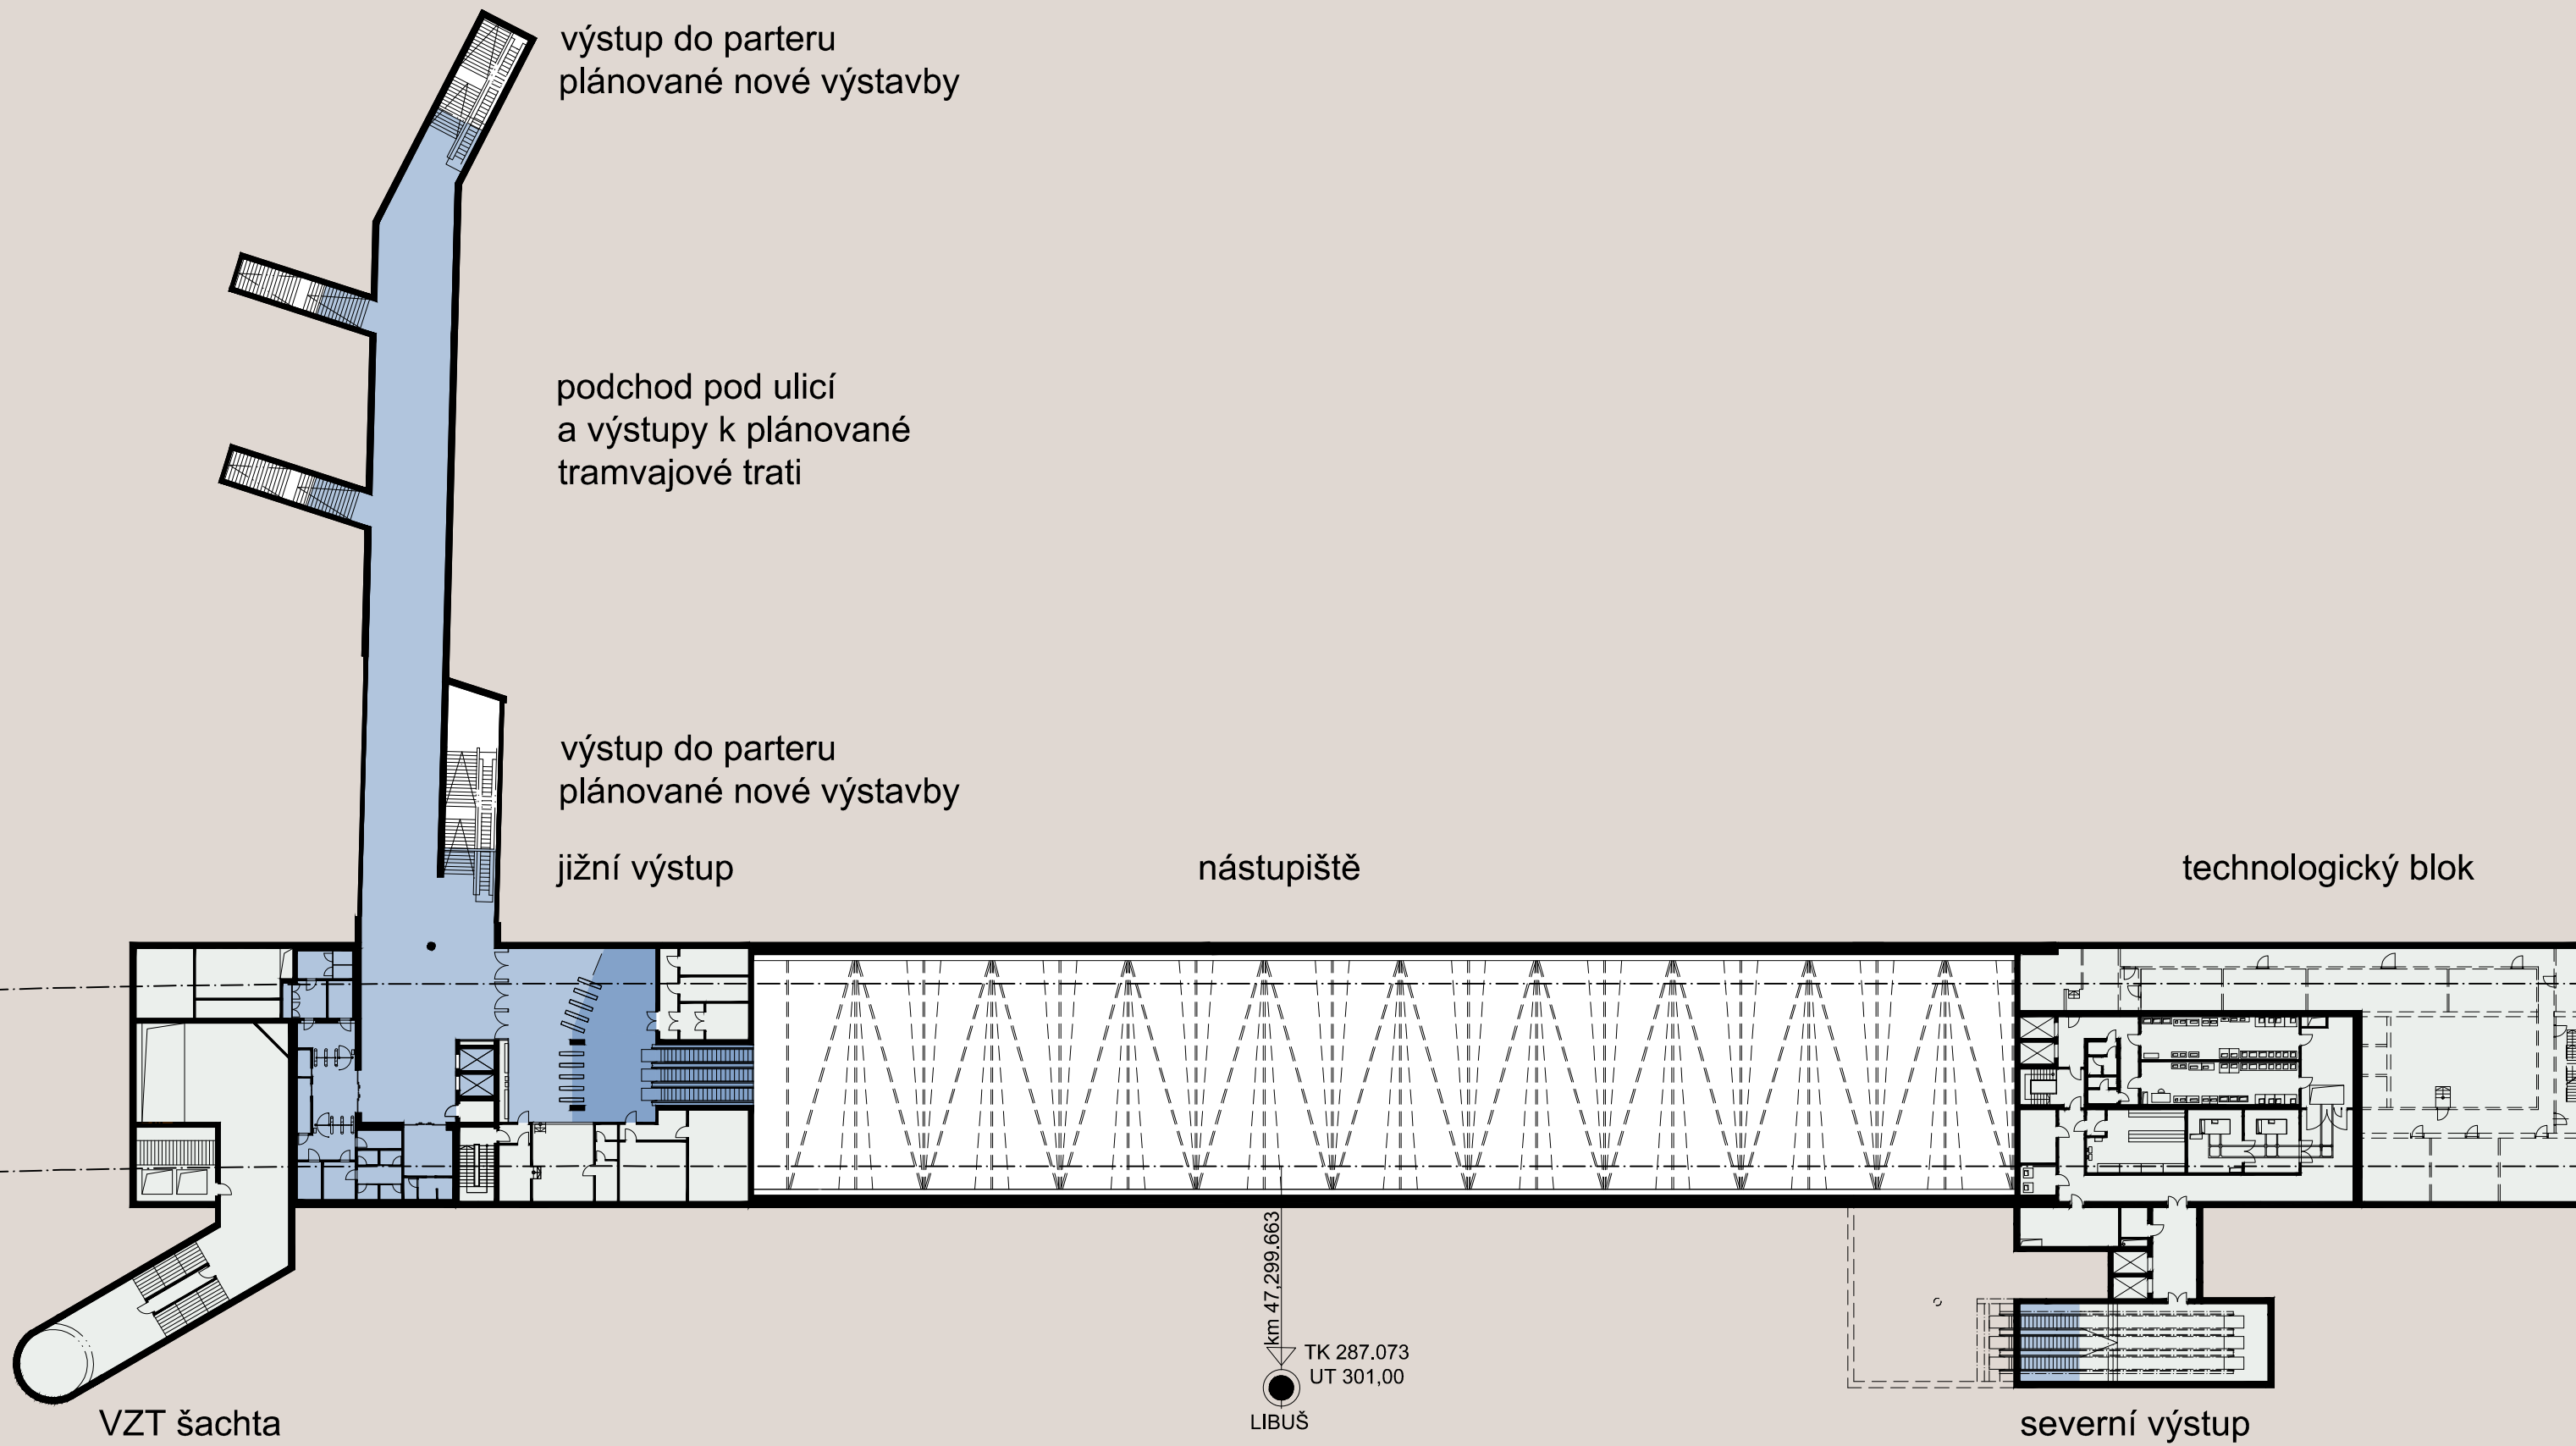 výstup do parteru
plánované nové výstavby
podchod pod ulicí
a výstupy k plánované
tramvajové trati
výstup do parteru
plánované nové výstavby
jižní výstup
nástupiště
technologický blok
km 47,299.663
TK 287.073
UT 301,00
LIBUŠ
VZT šachta
severní výstup